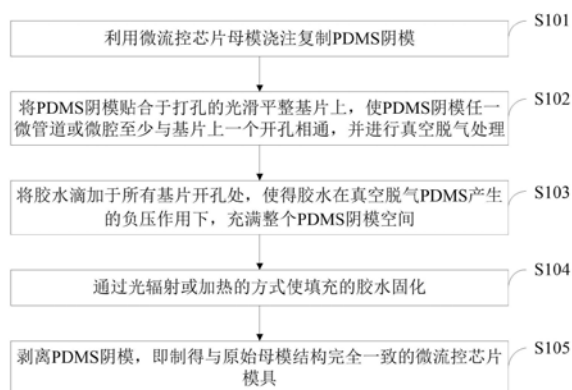 S101
利用微流控芯片母模浇注复制PDMS阴模
S102
将PDMS阴模贴合于打孔的光滑平整基片上，使PDMS阴模任一
微管道或微腔至少与基片上一个开孔相通，并进行真空脱气处理
S103
将胶水滴加于所有基片开孔处，使得胶水在真空脱气PDMS产生
的负压作用下，充满整个PDMS阴模空间
S104
通过光辐射或加热的方式使填充的胶水固化
S105
剥离PDMS阴模，即制得与原始母模结构完全一致的微流控芯片
模具